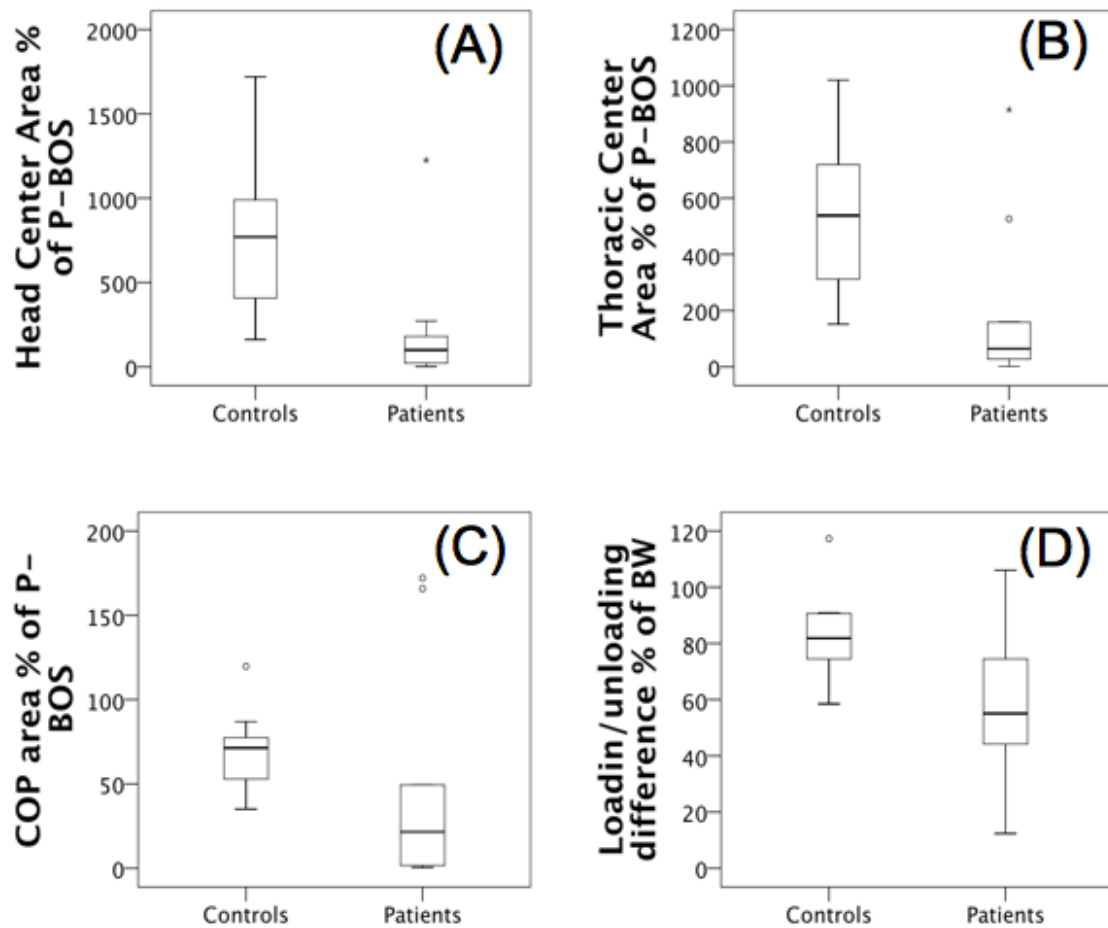 (A)
Head Center Area %
of P-BOS
2000
1500
1000
500
0
Controls
Patients
*
(B)
Thoracic Center
Area % of P-BOS
1200
1000
800
600
400
200
0
Controls
Patients
*
(C)
COP area % of P-
BOS
200
150
100
50
0
Controls
Patients
(D)
Loadin/unloading
difference % of BW
120
100
80
60
40
20
0
Controls
Patients